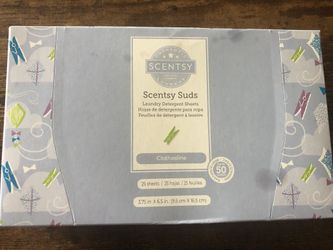 SCENTSY
Scentsy Suds
Laundry Detergent Sheets
Hojas de detergente para ropa
Feuilles de détergent à lessive
Clothesline
50
25 sheets / 25 hojas / 25 feuilles
3.75 in x 6.5 in. (9.6 cm x 16.5 cm)